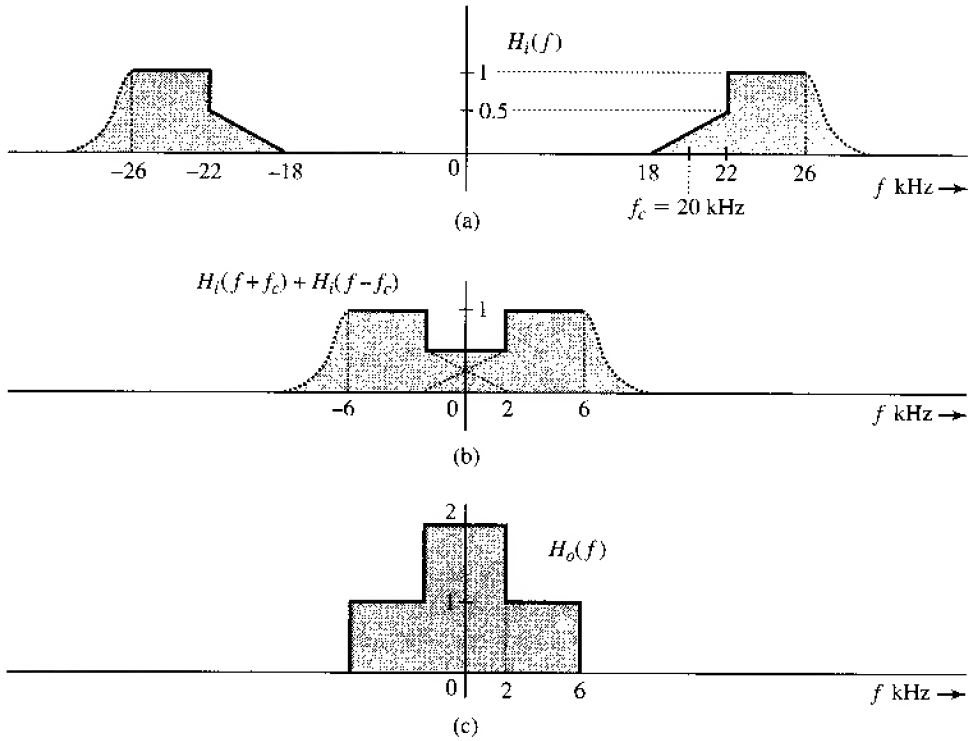 H_i(f)
1
0.5
−26 −22 −18 0 18 22 26
f kHz →
f_c = 20 kHz
(a)
H_i(f+f_c) + H_i(f−f_c)
1
−6 0 2 6
f kHz →
(b)
2
H_o(f)
1
0 2 6
f kHz →
(c)